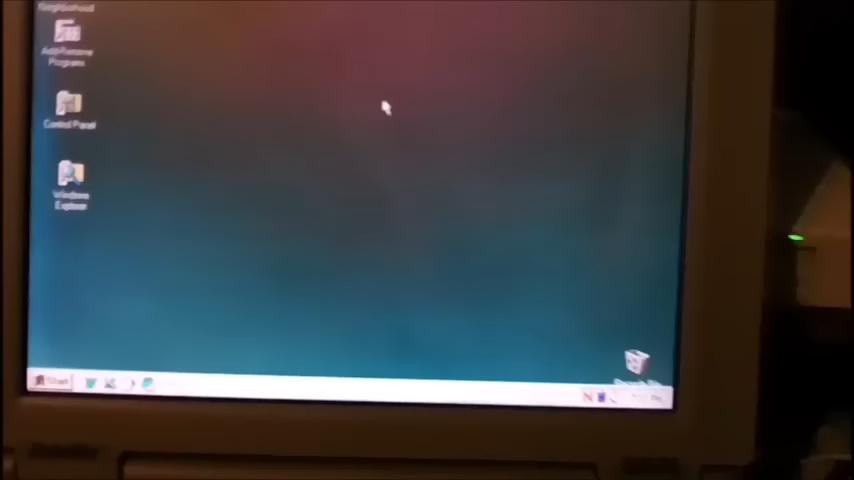 Neighborhood
Add/Remove
Programs
Control Panel
Windows
Explorer
Start
N